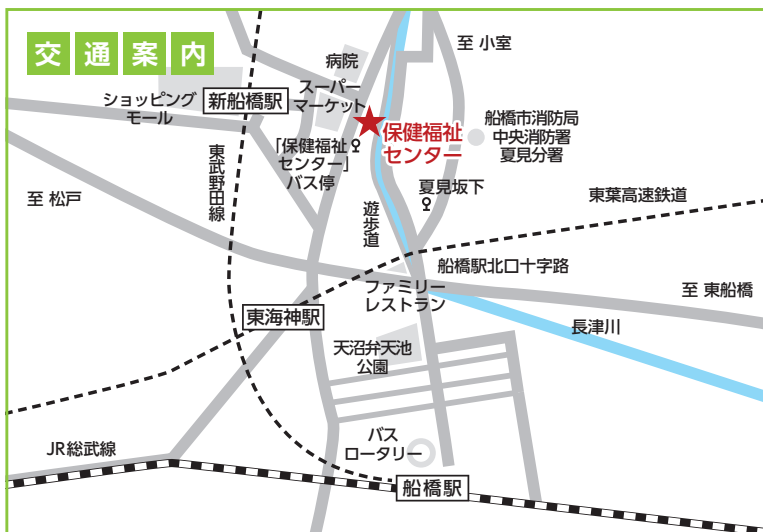 交通案内
至 小室
病院
ショッピング
モール
新船橋駅
スーパー
マーケット
保健福祉
センター
船橋市消防局
中央消防署
夏見分署
「保健福祉
センター」
バス停
東武野田線
夏見坂下
至 松戸
遊歩道
東葉高速鉄道
船橋駅北口十字路
ファミリー
レストラン
至 東船橋
東海神駅
長津川
天沼弁天池
公園
JR総武線
バス
ロータリー
船橋駅